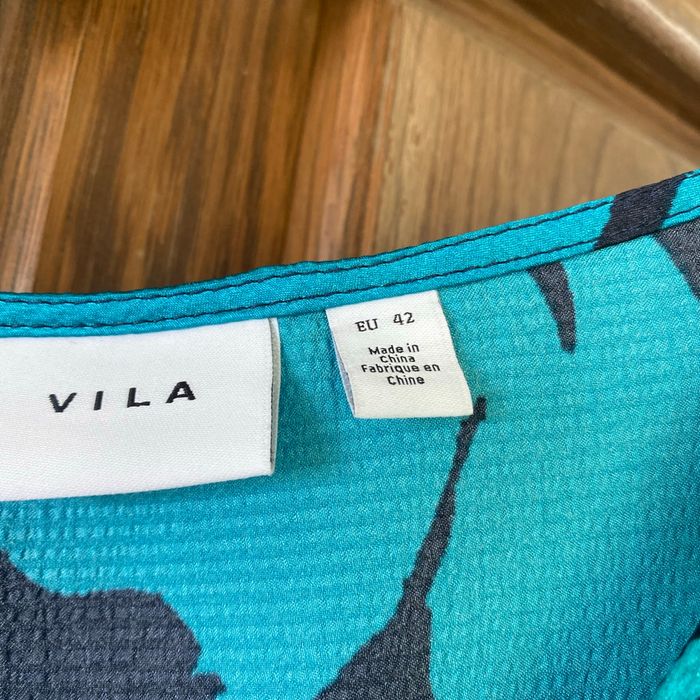 VILA
EU 42
Made in
China
Fabrique en
Chine